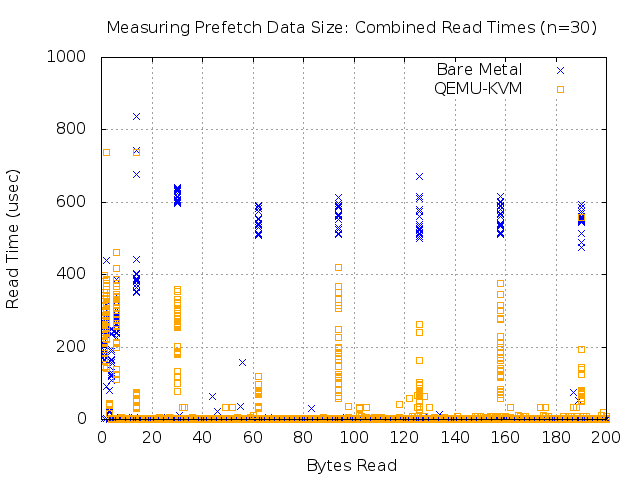 Measuring Prefetch Data Size: Combined Read Times (n=30)
Bare Metal
QEMU-KVM
Read Time (usec)
1000
800
600
400
200
0
0 20 40 60 80 100 120 140 160 180 200
Bytes Read